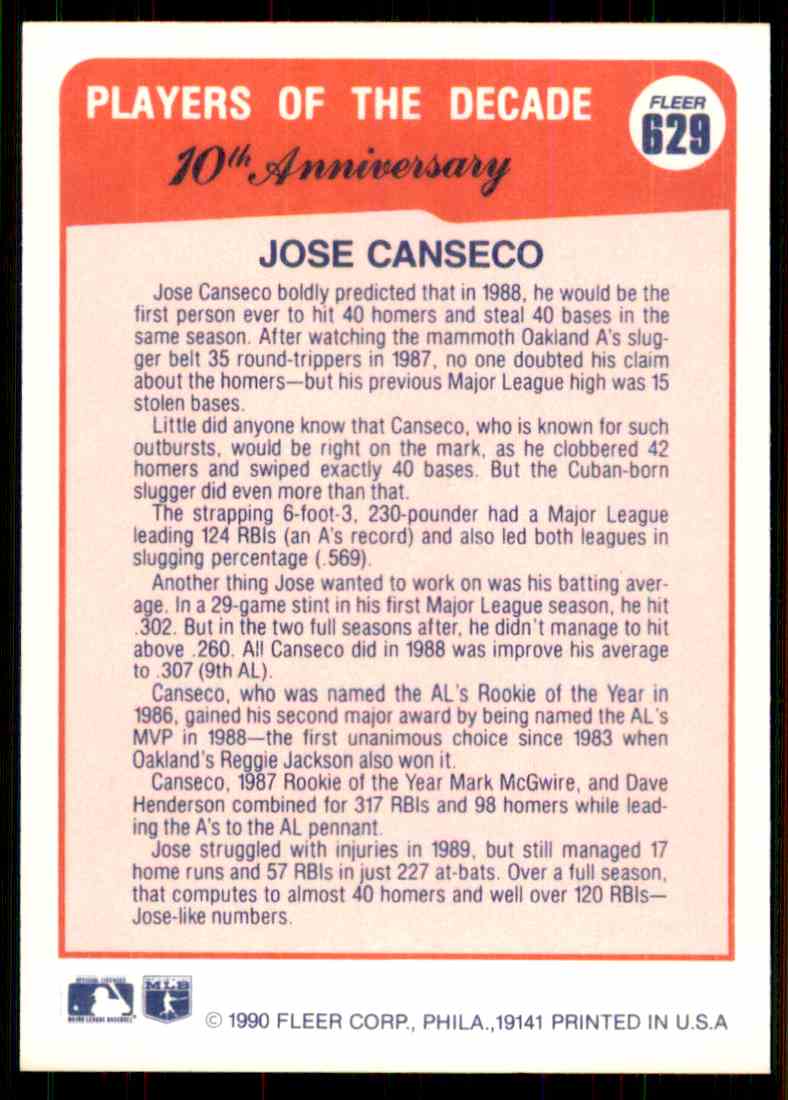 PLAYERS OF THE DECADE
FLEER
629
10th Anniversary
JOSE CANSECO
Jose Canseco boldly predicted that in 1988, he would be the
first person ever to hit 40 homers and steal 40 bases in the
same season. After watching the mammoth Oakland A's slug-
ger belt 35 round-trippers in 1987, no one doubted his claim
about the homers—but his previous Major League high was 15
stolen bases.
Little did anyone know that Canseco, who is known for such
outbursts, would be right on the mark, as he clobbered 42
homers and swiped exactly 40 bases. But the Cuban-born
slugger did even more than that.
The strapping 6-foot-3, 230-pounder had a Major League
leading 124 RBIs (an A's record) and also led both leagues in
slugging percentage (.569).
Another thing Jose wanted to work on was his batting aver-
age. In a 29-game stint in his first Major League season, he hit
.302. But in the two full seasons after, he didn't manage to hit
above .260. All Canseco did in 1988 was improve his average
to .307 (9th AL).
Canseco, who was named the AL's Rookie of the Year in
1986, gained his second major award by being named the AL's
MVP in 1988—the first unanimous choice since 1983 when
Oakland's Reggie Jackson also won it.
Canseco, 1987 Rookie of the Year Mark McGwire, and Dave
Henderson combined for 317 RBIs and 98 homers while lead-
ing the A's to the AL pennant.
Jose struggled with injuries in 1989, but still managed 17
home runs and 57 RBIs in just 227 at-bats. Over a full season,
that computes to almost 40 homers and well over 120 RBIs—
Jose-like numbers.
OFFICIAL LICENSEE
MAJOR LEAGUE BASEBALL
MLB
© 1990 FLEER CORP., PHILA.,19141 PRINTED IN U.S.A